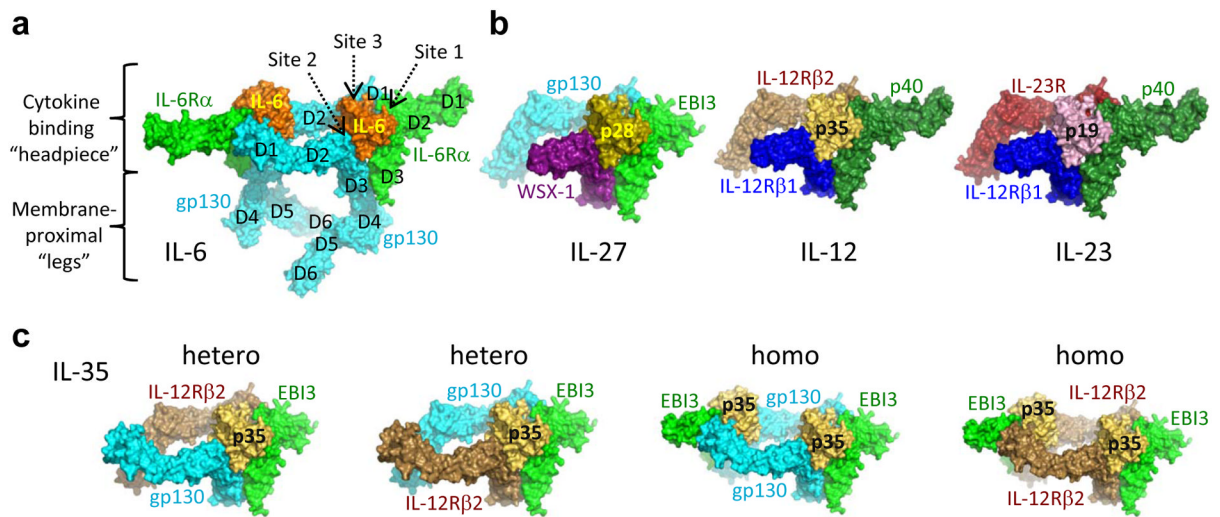 a
Cytokine
binding
"headpiece"
Membrane-
proximal
"legs"
Site 2
Site 3
Site 1
IL-6Rα
IL-6
D1
D1
D2
IL-6
D2
D1
D2
IL-6Rα
D3
D3
gp130
D4
D5
D6
D4
gp130
D5
D6
IL-6
b
gp130
p28
EBI3
WSX-1
IL-27
IL-12Rβ2
p40
p35
IL-12Rβ1
IL-12
IL-23R
p40
p19
IL-12Rβ1
IL-23
c
IL-35
hetero
IL-12Rβ2
EBI3
p35
gp130
hetero
gp130
EBI3
p35
IL-12Rβ2
homo
EBI3
p35
gp130
EBI3
p35
gp130
homo
IL-12Rβ2
EBI3
p35
EBI3
p35
IL-12Rβ2